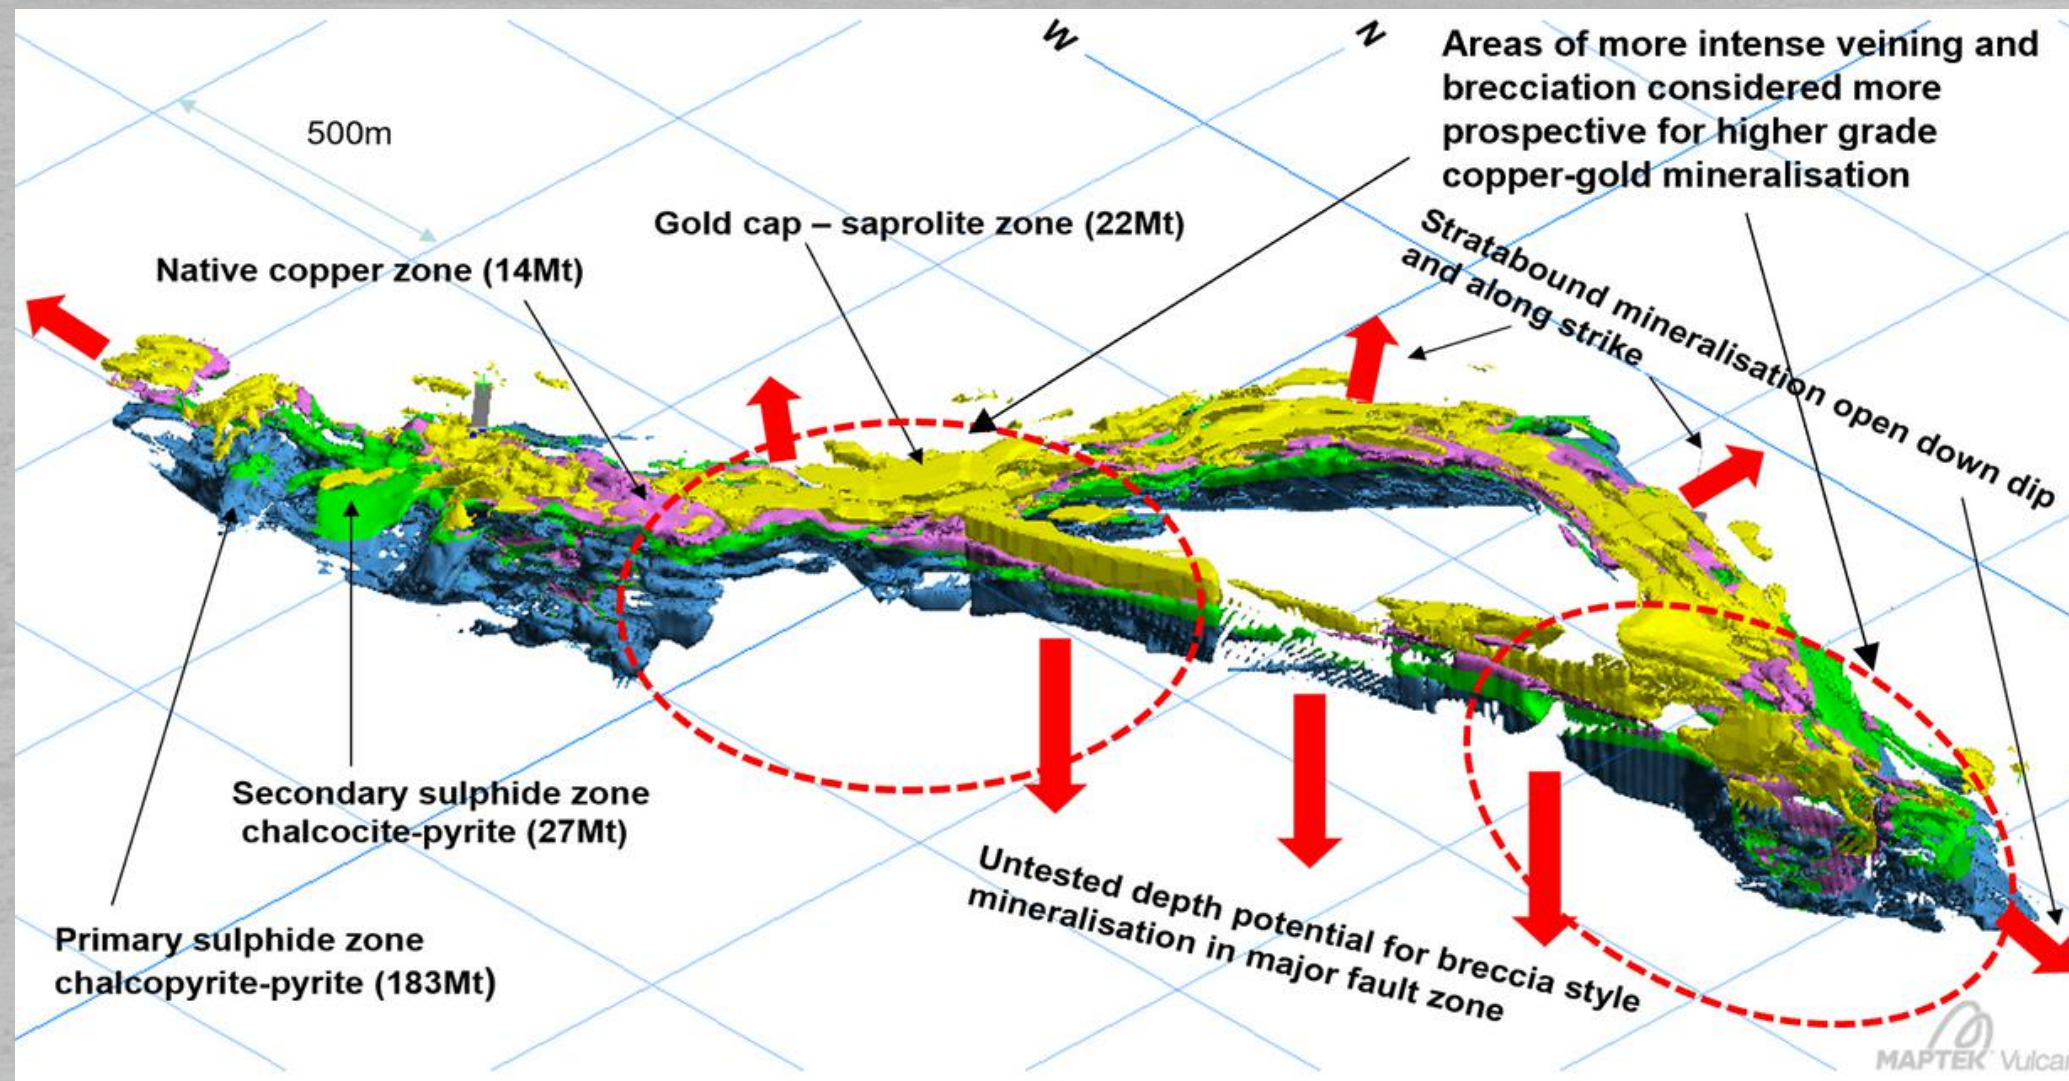 W
N
Areas of more intense veining and
brecciation considered more
prospective for higher grade
copper-gold mineralisation
500m
Gold cap – saprolite zone (22Mt)
Native copper zone (14Mt)
Stratabound mineralisation open down dip
and along strike
Secondary sulphide zone
chalcocite-pyrite (27Mt)
Primary sulphide zone
chalcopyrite-pyrite (183Mt)
Untested depth potential for breccia style
mineralisation in major fault zone
MAPTEK Vulcan